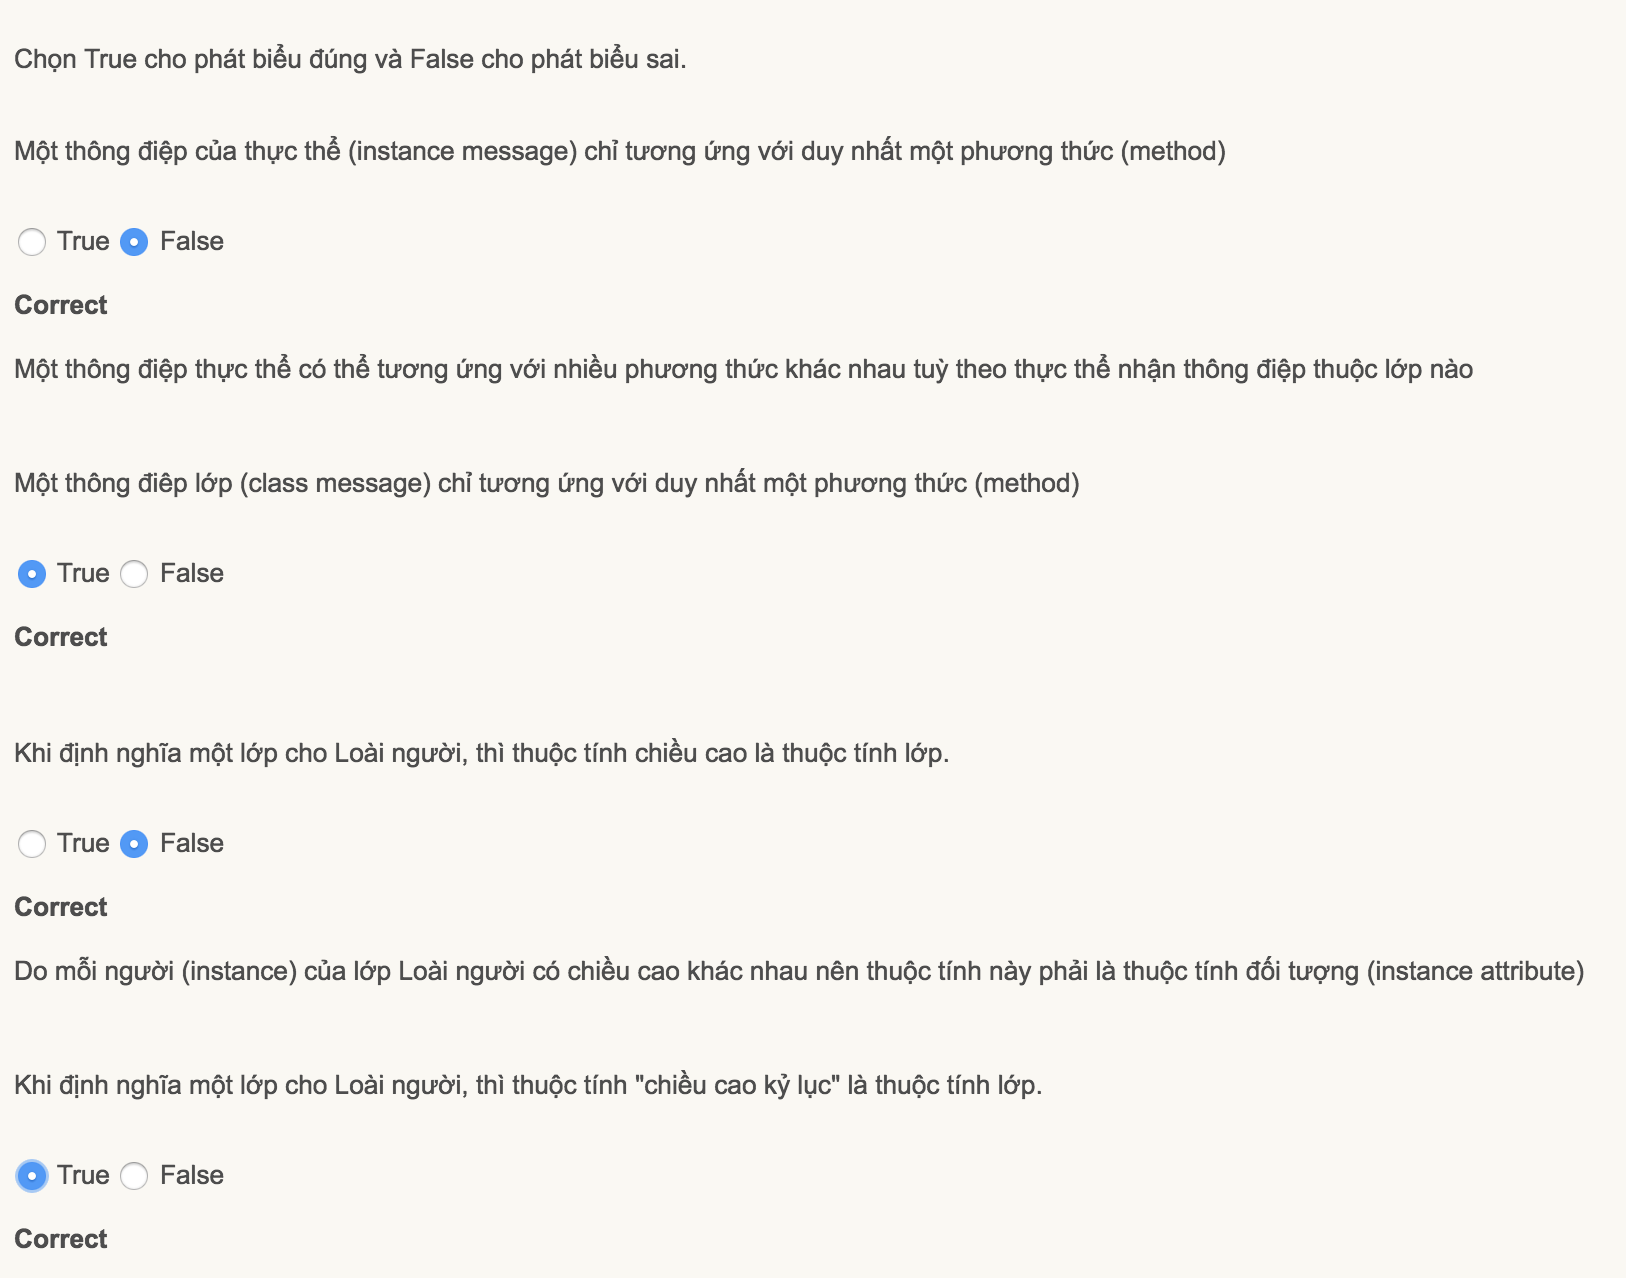 Chọn True cho phát biểu đúng và False cho phát biểu sai.
Một thông điệp của thực thể (instance message) chỉ tương ứng với duy nhất một phương thức (method)
True False
Correct
Một thông điệp thực thể có thể tương ứng với nhiều phương thức khác nhau tuỳ theo thực thể nhận thông điệp thuộc lớp nào
Một thông điêp lớp (class message) chỉ tương ứng với duy nhất một phương thức (method)
True False
Correct
Khi định nghĩa một lớp cho Loài người, thì thuộc tính chiều cao là thuộc tính lớp.
True False
Correct
Do mỗi người (instance) của lớp Loài người có chiều cao khác nhau nên thuộc tính này phải là thuộc tính đối tượng (instance attribute)
Khi định nghĩa một lớp cho Loài người, thì thuộc tính "chiều cao kỷ lục" là thuộc tính lớp.
True False
Correct